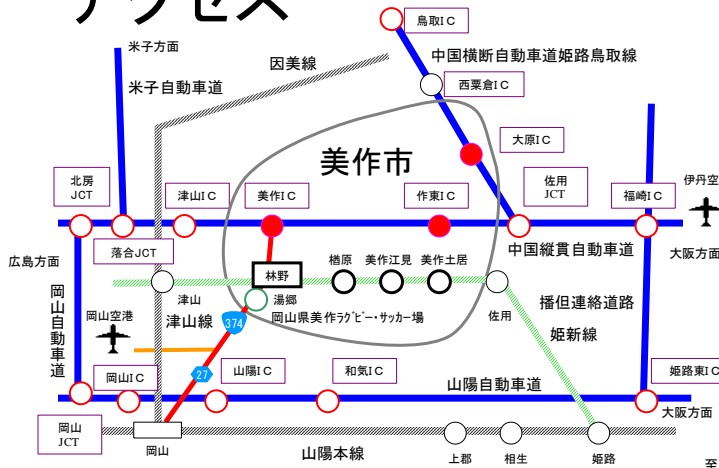 アクセス
鳥取IC
米子方面
因美線
中国横断自動車道姫路鳥取線
米子自動車道
西粟倉IC
大原IC
美作市
北房
JCT
津山IC
美作IC
作東IC
佐用
JCT
福崎IC
伊丹空
落合JCT
中国縦貫自動車道
大阪方面
広島方面
林野
楢原
美作江見
美作土居
津山
湯郷
佐用
播但連絡道路
岡山自動車道
岡山空港
津山線
374
岡山県美作ラグビー・サッカー場
姫新線
27
岡山IC
山陽IC
和気IC
山陽自動車道
姫路東IC
大阪方面
岡山
JCT
岡山
山陽本線
上郡
相生
姫路
至